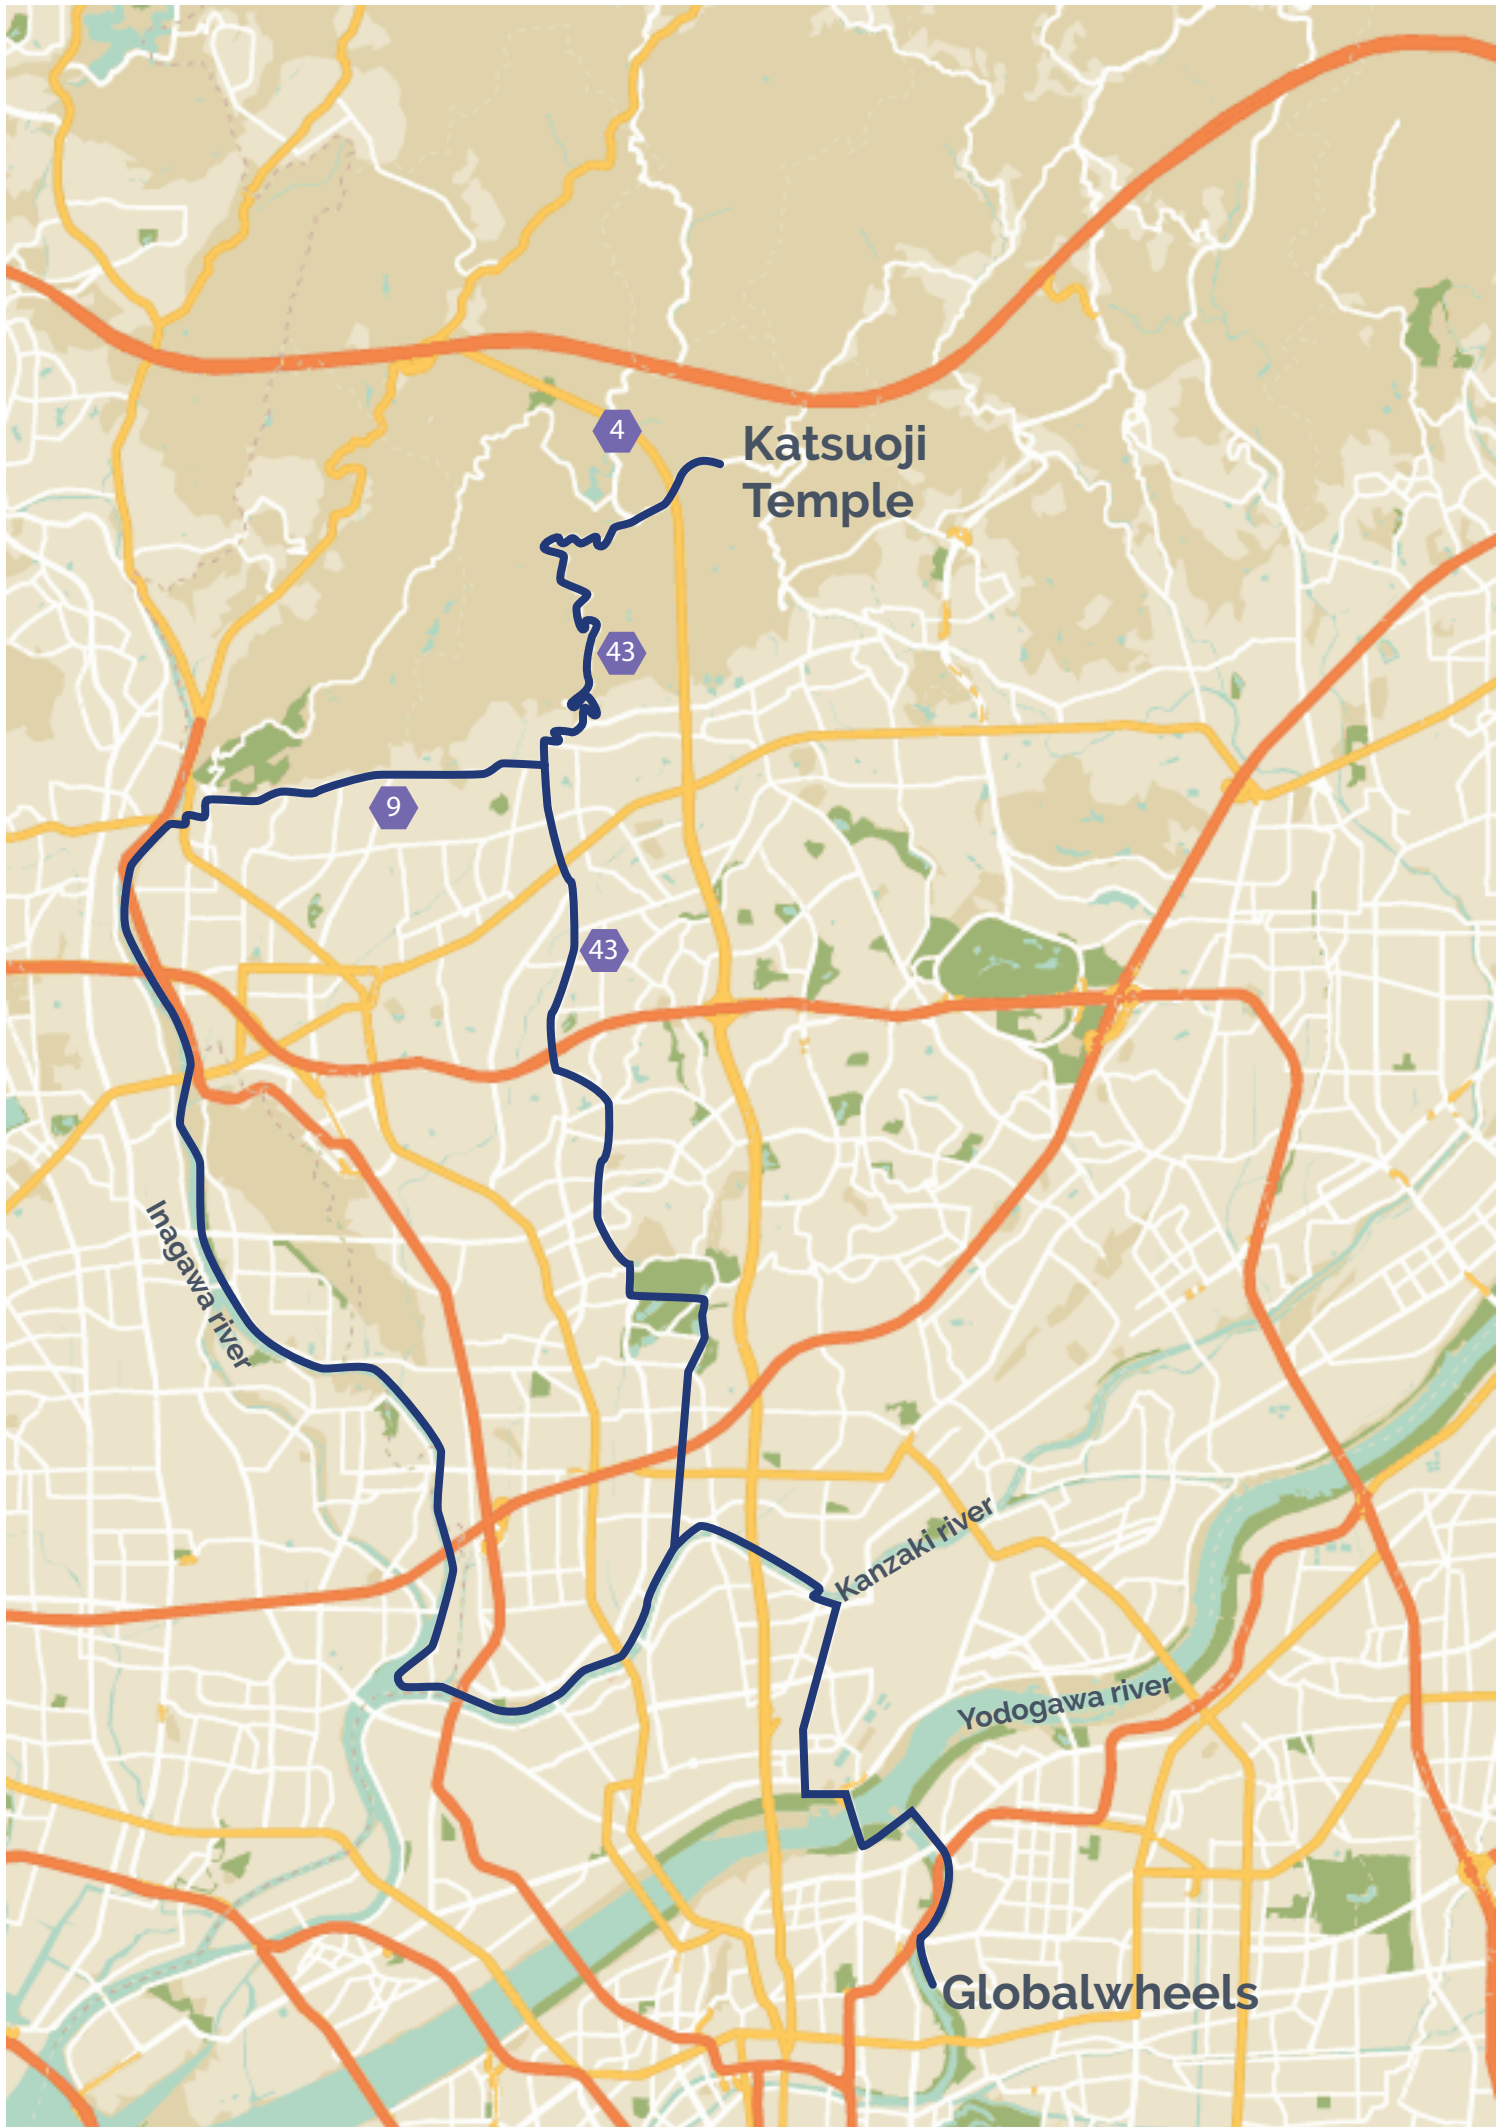 4
Katsuoji
Temple
43
9
43
Inagawa river
Kanzaki river
Yodogawa river
Globalwheels